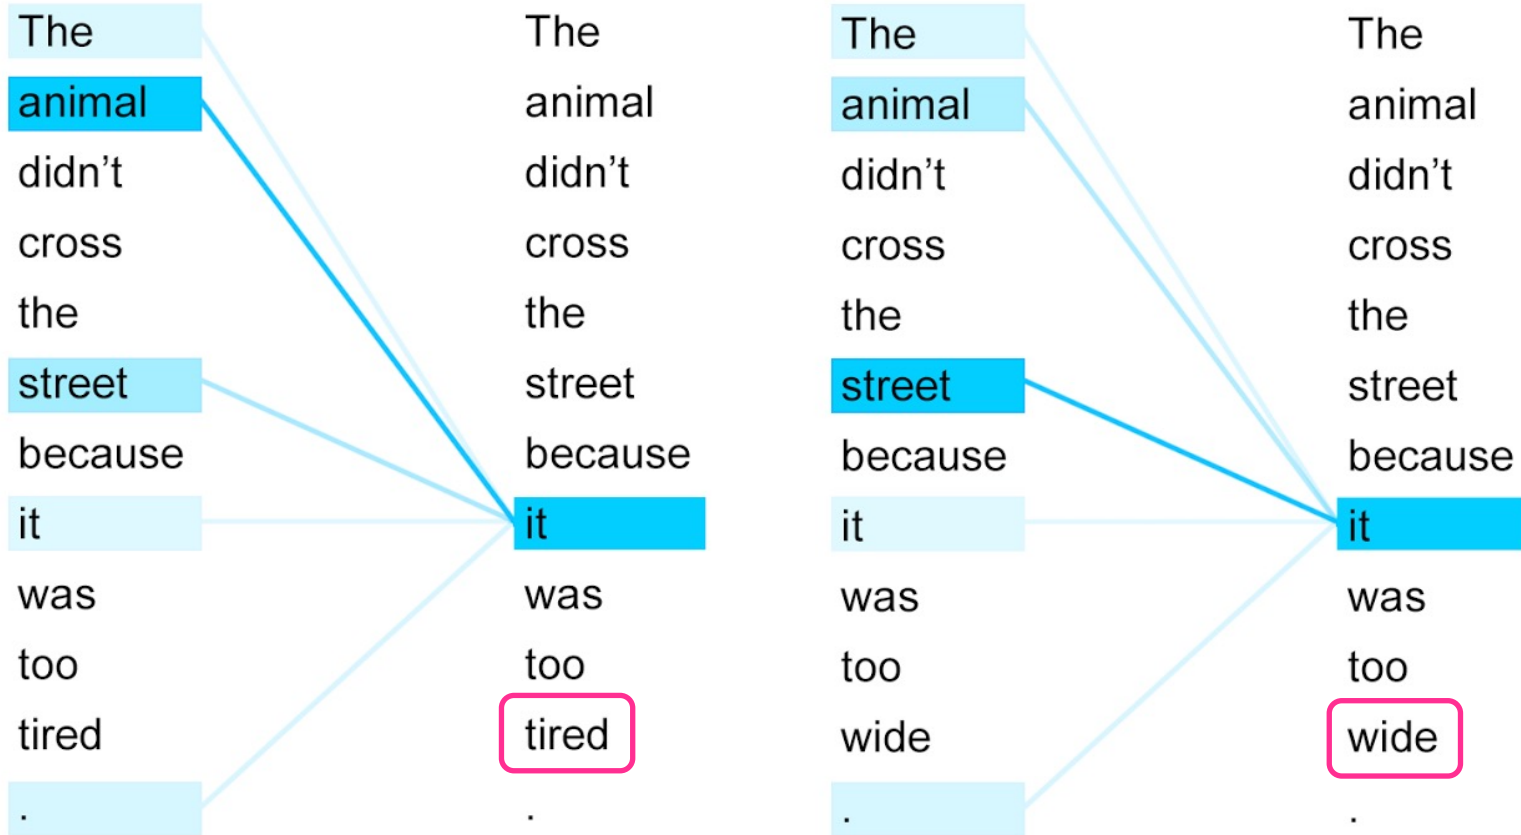 The The The The
animal animal animal animal
didn’t didn’t didn’t didn’t
cross cross cross cross
the the the the
street street street street
because because because because
it it it it
was was was was
too too too too
tired tired wide wide
. . . .